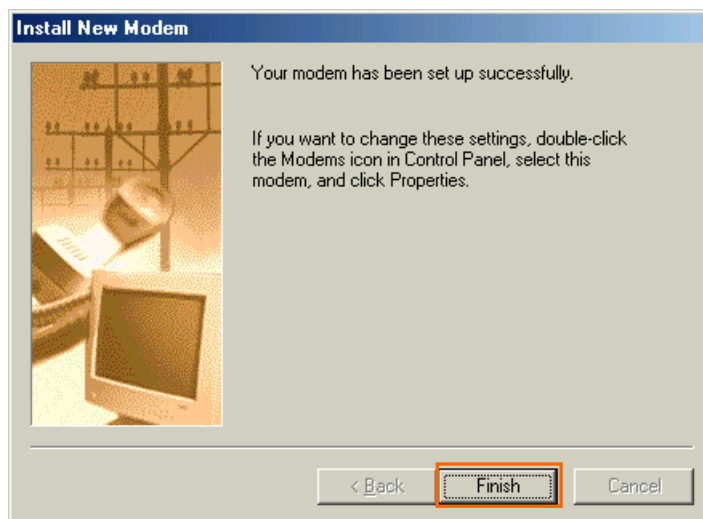 Install New Modem
Your modem has been set up successfully.
If you want to change these settings, double-click
the Modems icon in Control Panel, select this
modem, and click Properties.
< Back Finish Cancel